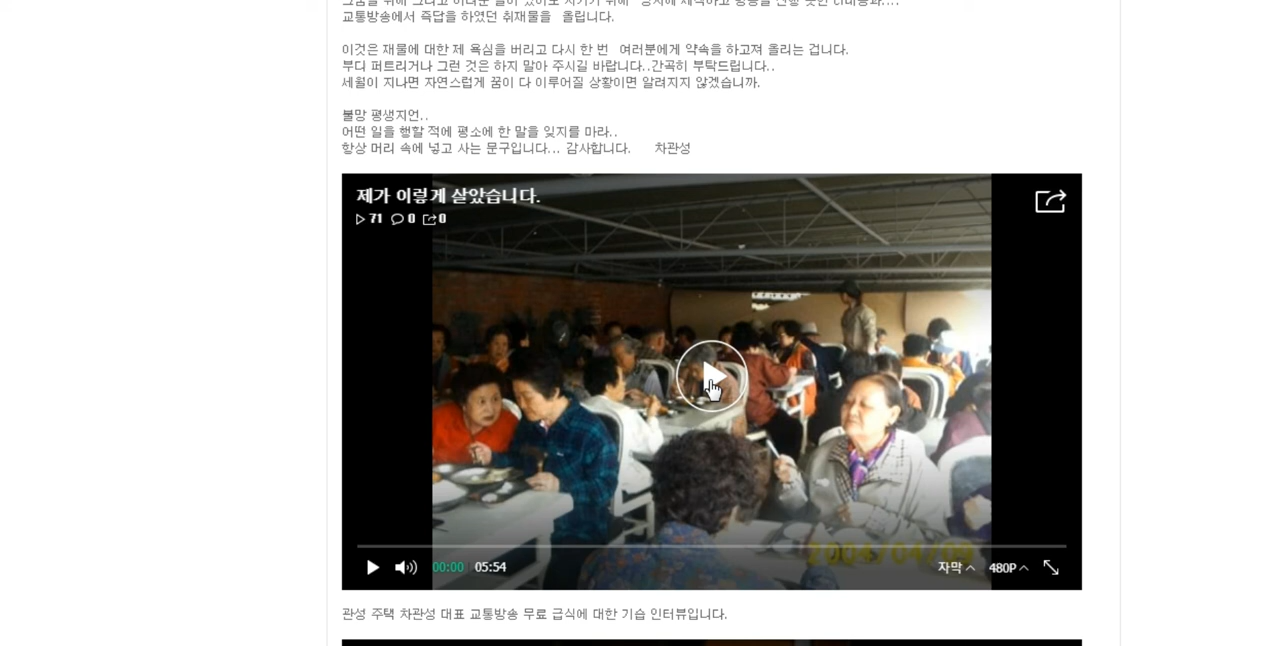 교통방송에서 즉답을 하였던 취재물을 올립니다.
이것은 재물에 대한 제 욕심을 버리고 다시 한 번 여러분에게 약속을 하고져 올리는 겁니다.
부디 퍼트리거나 그런 것은 하지 말아 주시길 바랍니다..간곡히 부탁드립니다..
세월이 지나면 자연스럽게 꿈이 다 이루어질 상황이면 알려지지 않겠습니까.
불망 평생지언..
어떤 일을 행할 적에 평소에 한 말을 잊지를 마라..
항상 머리 속에 넣고 사는 문구입니다... 감사합니다. 차관성
제가 이렇게 살았습니다.
71 0 0
2004/04/09
00:00 05:54 자막 480P
관성 주택 차관성 대표 교통방송 무료 급식에 대한 기습 인터뷰입니다.